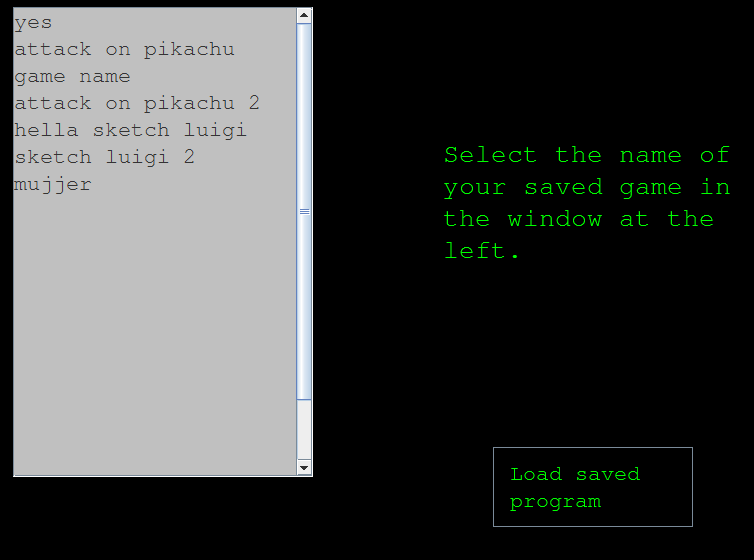 yes
attack on pikachu
game name
attack on pikachu 2
hella sketch luigi
sketch luigi 2
mujjer
Select the name of
your saved game in
the window at the
left.
Load saved
program